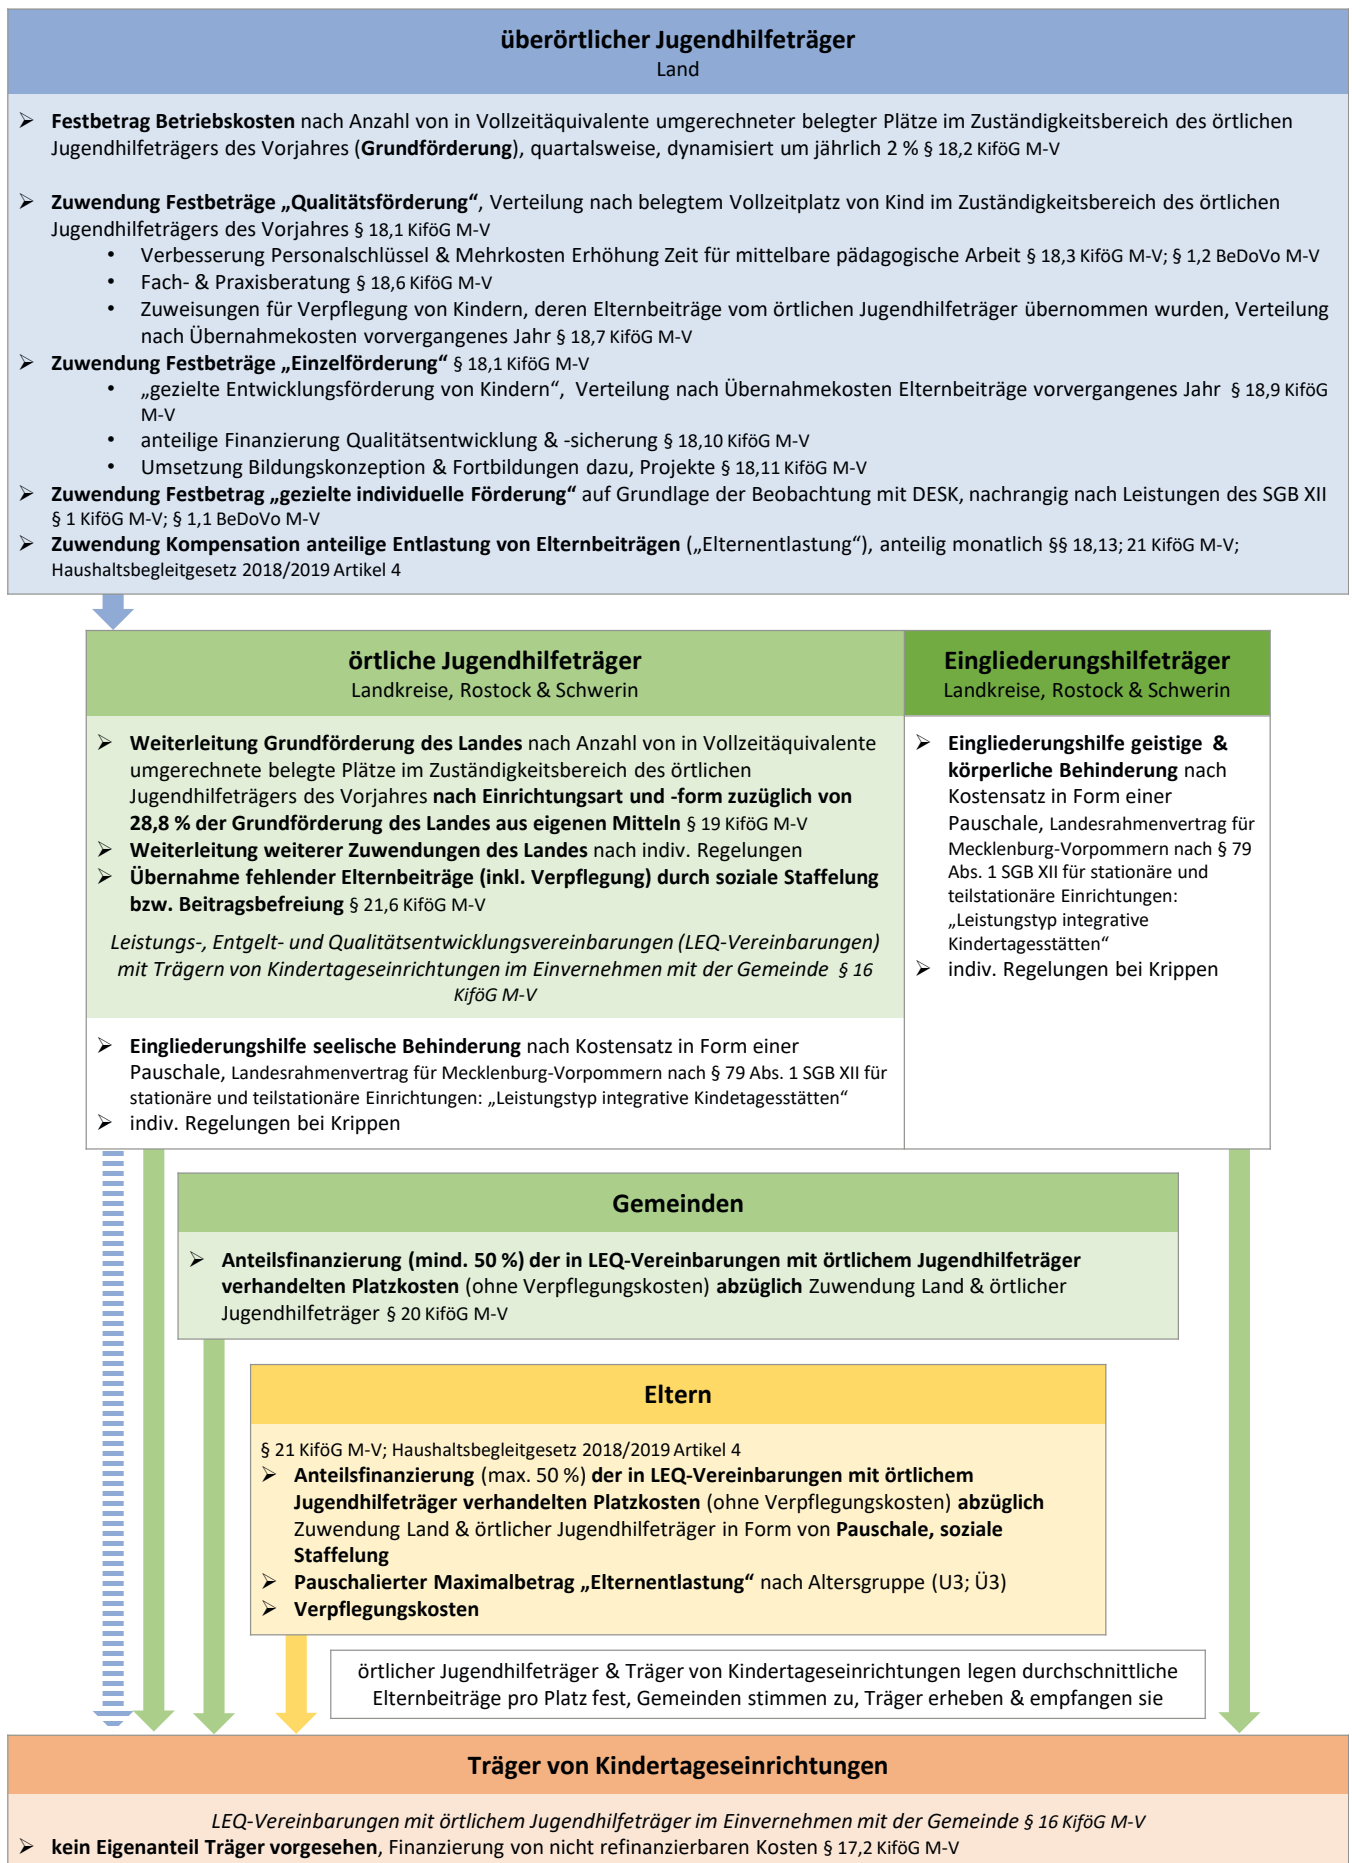 überörtlicher Jugendhilfeträger
Land
➢ Festbetrag Betriebskosten nach Anzahl von in Vollzeitäquivalente umgerechneter belegter Plätze im Zuständigkeitsbereich des örtlichen
Jugendhilfeträgers des Vorjahres (Grundförderung), quartalsweise, dynamisiert um jährlich 2 % § 18,2 KiföG M-V
➢ Zuwendung Festbeträge „Qualitätsförderung“, Verteilung nach belegtem Vollzeitplatz von Kind im Zuständigkeitsbereich des örtlichen
Jugendhilfeträgers des Vorjahres § 18,1 KiföG M-V
• Verbesserung Personalschlüssel & Mehrkosten Erhöhung Zeit für mittelbare pädagogische Arbeit § 18,3 KiföG M-V; § 1,2 BeDoVo M-V
• Fach- & Praxisberatung § 18,6 KiföG M-V
• Zuweisungen für Verpflegung von Kindern, deren Elternbeiträge vom örtlichen Jugendhilfeträger übernommen wurden, Verteilung
nach Übernahmekosten vorvergangenes Jahr § 18,7 KiföG M-V
➢ Zuwendung Festbeträge „Einzelförderung“ § 18,1 KiföG M-V
• „gezielte Entwicklungsförderung von Kindern“, Verteilung nach Übernahmekosten Elternbeiträge vorvergangenes Jahr § 18,9 KiföG
M-V
• anteilige Finanzierung Qualitätsentwicklung & -sicherung § 18,10 KiföG M-V
• Umsetzung Bildungskonzeption & Fortbildungen dazu, Projekte § 18,11 KiföG M-V
➢ Zuwendung Festbetrag „gezielte individuelle Förderung“ auf Grundlage der Beobachtung mit DESK, nachrangig nach Leistungen des SGB XII
§ 1 KiföG M-V; § 1,1 BeDoVo M-V
➢ Zuwendung Kompensation anteilige Entlastung von Elternbeiträgen („Elternentlastung“), anteilig monatlich §§ 18,13; 21 KiföG M-V;
Haushaltsbegleitgesetz 2018/2019 Artikel 4
örtliche Jugendhilfeträger
Landkreise, Rostock & Schwerin
➢ Weiterleitung Grundförderung des Landes nach Anzahl von in Vollzeitäquivalente
umgerechnete belegte Plätze im Zuständigkeitsbereich des örtlichen
Jugendhilfeträgers des Vorjahres nach Einrichtungsart und -form zuzüglich von
28,8 % der Grundförderung des Landes aus eigenen Mitteln § 19 KiföG M-V
➢ Weiterleitung weiterer Zuwendungen des Landes nach indiv. Regelungen
➢ Übernahme fehlender Elternbeiträge (inkl. Verpflegung) durch soziale Staffelung
bzw. Beitragsbefreiung § 21,6 KiföG M-V
Leistungs-, Entgelt- und Qualitätsentwicklungsvereinbarungen (LEQ-Vereinbarungen)
mit Trägern von Kindertageseinrichtungen im Einvernehmen mit der Gemeinde § 16
KiföG M-V
➢ Eingliederungshilfe seelische Behinderung nach Kostensatz in Form einer
Pauschale, Landesrahmenvertrag für Mecklenburg-Vorpommern nach § 79 Abs. 1 SGB XII für
stationäre und teilstationäre Einrichtungen: „Leistungstyp integrative Kindetagesstätten“
➢ indiv. Regelungen bei Krippen
Eingliederungshilfeträger
Landkreise, Rostock & Schwerin
➢ Eingliederungshilfe geistige &
körperliche Behinderung nach
Kostensatz in Form einer
Pauschale, Landesrahmenvertrag für
Mecklenburg-Vorpommern nach § 79
Abs. 1 SGB XII für stationäre und
teilstationäre Einrichtungen:
„Leistungstyp integrative
Kindertagesstätten“
➢ indiv. Regelungen bei Krippen
Gemeinden
➢ Anteilsfinanzierung (mind. 50 %) der in LEQ-Vereinbarungen mit örtlichem Jugendhilfeträger
verhandelten Platzkosten (ohne Verpflegungskosten) abzüglich Zuwendung Land & örtlicher
Jugendhilfeträger § 20 KiföG M-V
Eltern
§ 21 KiföG M-V; Haushaltsbegleitgesetz 2018/2019 Artikel 4
➢ Anteilsfinanzierung (max. 50 %) der in LEQ-Vereinbarungen mit örtlichem
Jugendhilfeträger verhandelten Platzkosten (ohne Verpflegungskosten) abzüglich
Zuwendung Land & örtlicher Jugendhilfeträger in Form von Pauschale, soziale
Staffelung
➢ Pauschalierter Maximalbetrag „Elternentlastung“ nach Altersgruppe (U3; Ü3)
➢ Verpflegungskosten
örtlicher Jugendhilfeträger & Träger von Kindertageseinrichtungen legen durchschnittliche
Elternbeiträge pro Platz fest, Gemeinden stimmen zu, Träger erheben & empfangen sie
Träger von Kindertageseinrichtungen
LEQ-Vereinbarungen mit örtlichem Jugendhilfeträger im Einvernehmen mit der Gemeinde § 16 KiföG M-V
➢ kein Eigenanteil Träger vorgesehen, Finanzierung von nicht refinanzierbaren Kosten § 17,2 KiföG M-V